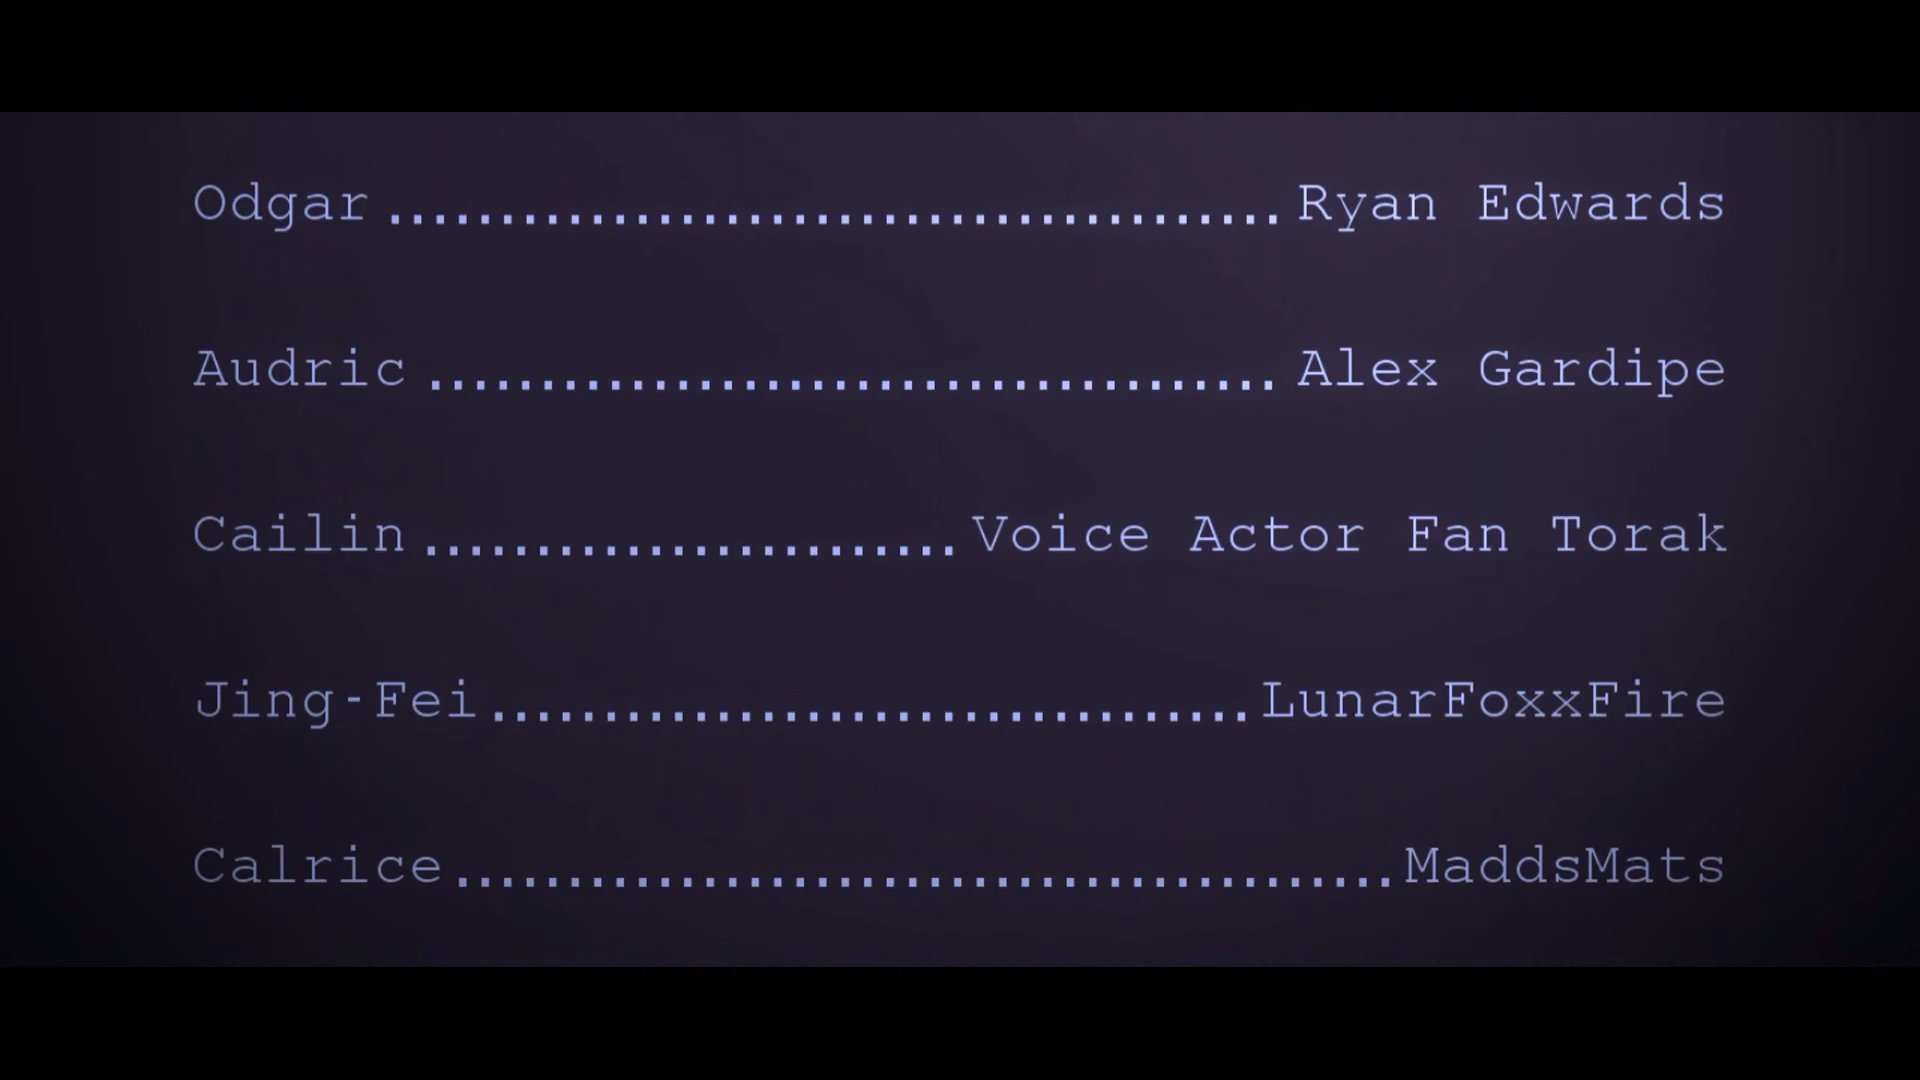 Odgar........................................Ryan Edwards
Audric......................................Alex Gardipe
Cailin........................Voice Actor Fan Torak
Jing-Fei..................................LunarFoxxFire
Calrice..........................................MaddsMats